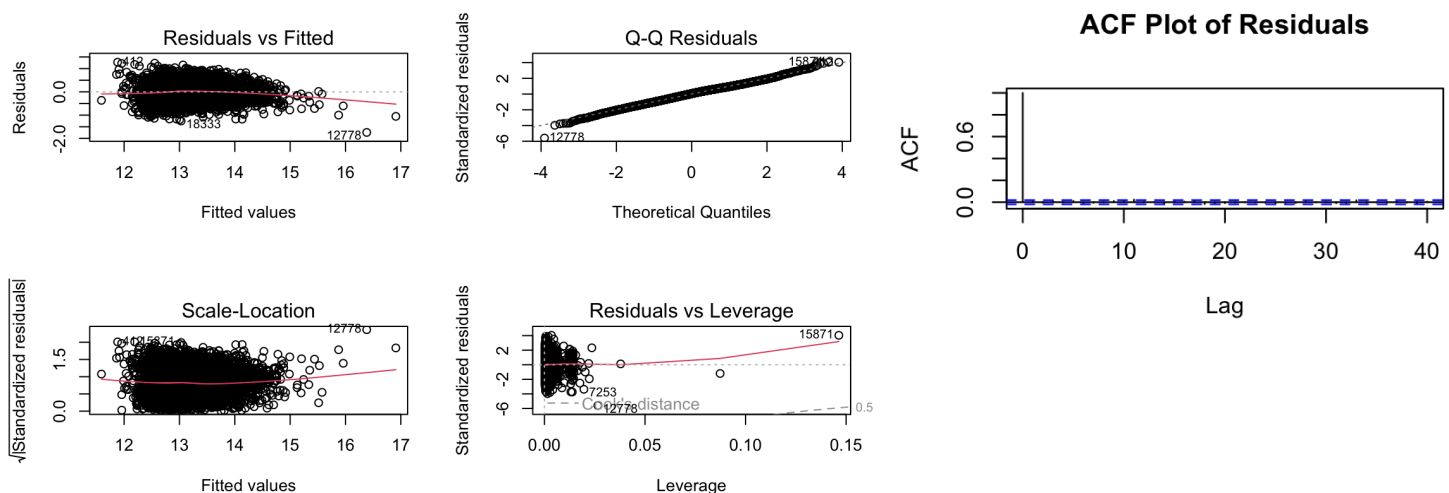 Residuals vs Fitted
Residuals
0.0
-2.0
412
18333
12778
12 13 14 15 16 17
Fitted values
Q-Q Residuals
Standardized residuals
2
-2
-6
12778
-4 -2 0 2 4
Theoretical Quantiles
ACF Plot of Residuals
ACF
0.6
0.0
0 10 20 30 40
Lag
Scale-Location
√|Standardized residuals|
1.5
0.0
12778
12 13 14 15 16 17
Fitted values
Residuals vs Leverage
Standardized residuals
2
-2
-6
15871
7253
12778
Cook's distance
0.5
0.00 0.05 0.10 0.15
Leverage